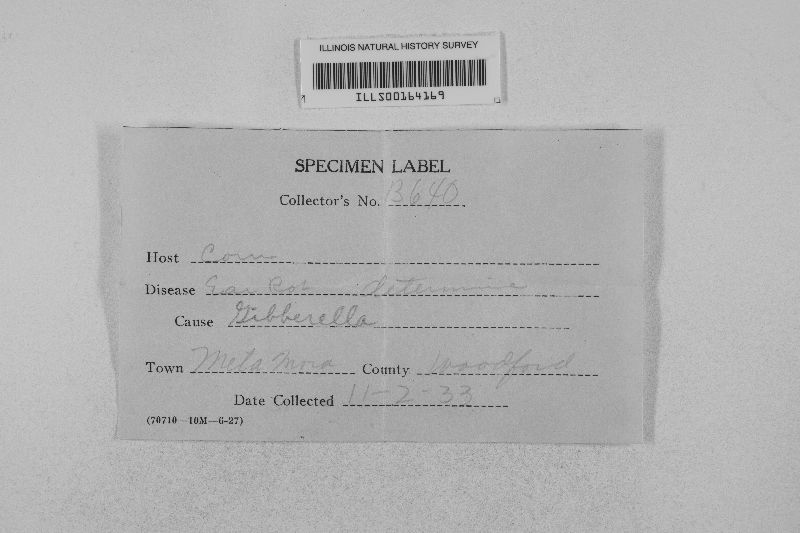 ILLINOIS NATURAL HISTORY SURVEY
ILLS00164169
SPECIMEN LABEL
Collector's No. B640
Host Corn
Disease Ear Rot - determine
Cause Gibberella
Town Metamora County Woodford
Date Collected 11-2-33
(70710—10M—6-27)